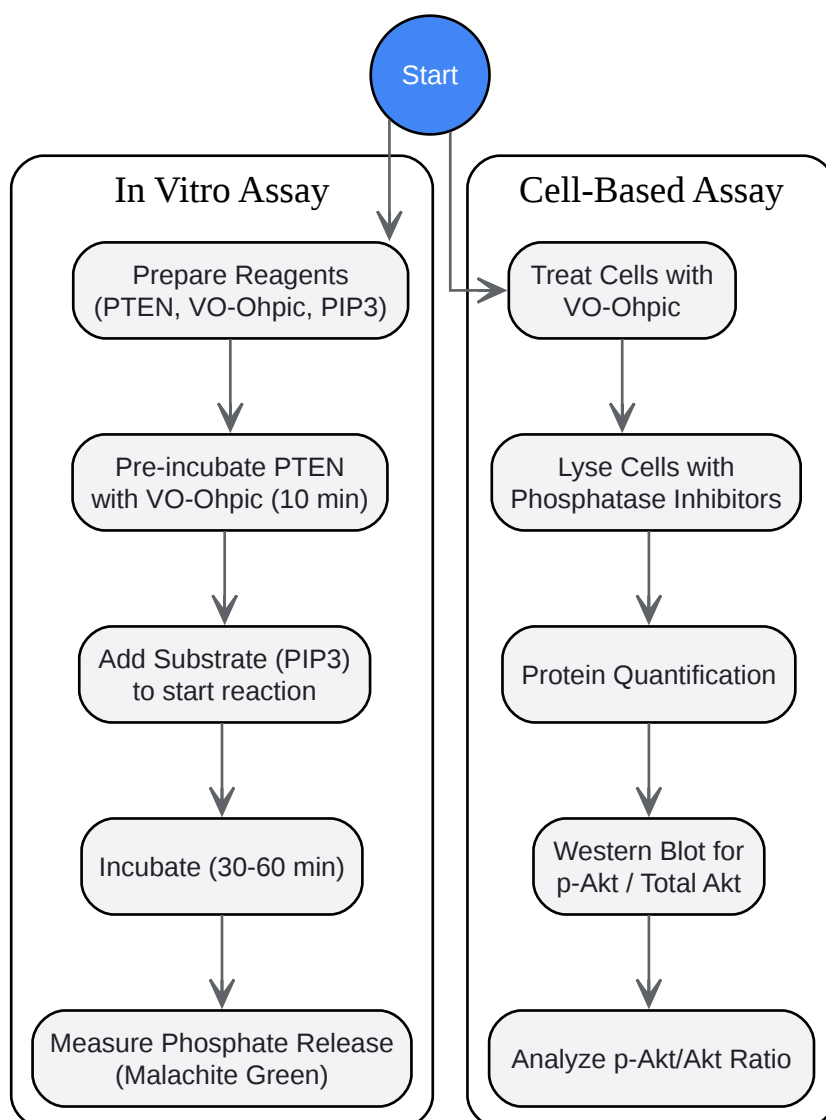 Start
In Vitro Assay
Prepare Reagents
(PTEN, VO-Ohpic, PIP3)
Pre-incubate PTEN
with VO-Ohpic (10 min)
Add Substrate (PIP3)
to start reaction
Incubate (30-60 min)
Measure Phosphate Release
(Malachite Green)
Cell-Based Assay
Treat Cells with
VO-Ohpic
Lyse Cells with
Phosphatase Inhibitors
Protein Quantification
Western Blot for
p-Akt / Total Akt
Analyze p-Akt/Akt Ratio